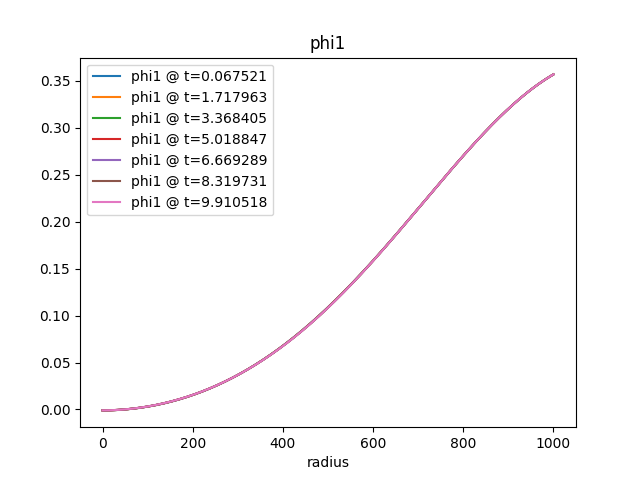 phi1
0.35
0.30
0.25
0.20
0.15
0.10
0.05
0.00
phi1 @ t=0.067521
phi1 @ t=1.717963
phi1 @ t=3.368405
phi1 @ t=5.018847
phi1 @ t=6.669289
phi1 @ t=8.319731
phi1 @ t=9.910518
0 200 400 600 800 1000
radius